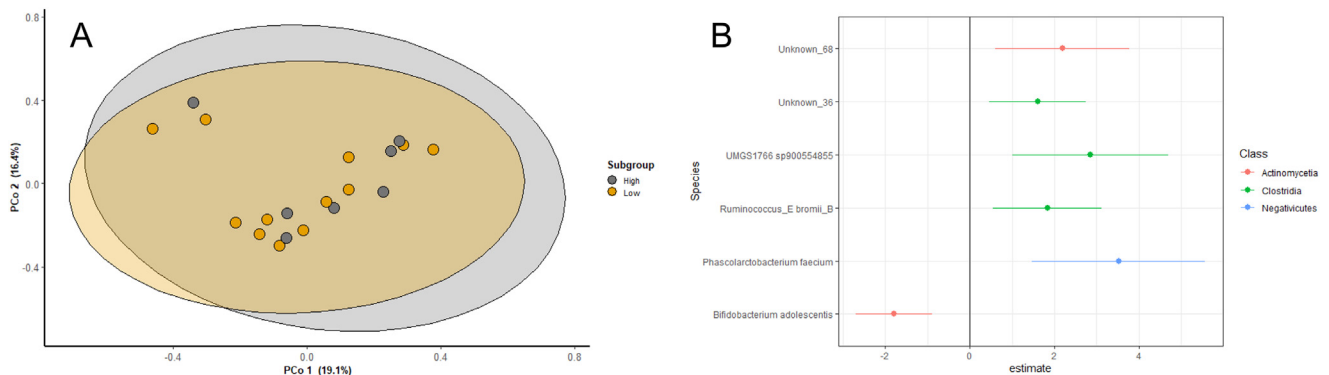 A
0.8
0.4
0.0
-0.4
PCo 2 (16.4%)
-0.4
0.0
0.4
0.8
PCo 1 (19.1%)
Subgroup
High
Low
B
Unknown_68
Unknown_36
UMGS1766 sp900554855
Ruminococcus_E bromii_B
Phascolarctobacterium faecium
Bifidobacterium adolescentis
Species
-2
0
2
4
estimate
Class
Actinomycetia
Clostridia
Negativicutes